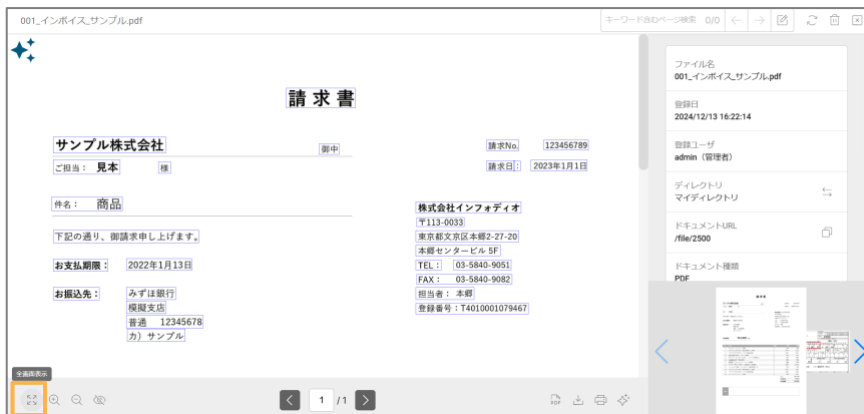 001_インボイス_サンプル.pdf
キーワード含むページ検索 0/0
請求書
サンプル株式会社 御中
ご担当： 見本 様
件名： 商品
下記の通り、御請求申し上げます。
お支払期限： 2022年1月13日
お振込先： みずほ銀行
模擬支店
普通 12345678
カ）サンプル
請求No. 123456789
請求日： 2023年1月1日
株式会社インフォディオ
〒113-0033
東京都文京区本郷2-27-20
本郷センタービル 5F
TEL： 03-5840-9051
FAX： 03-5840-9082
担当者： 本郷
登録番号：T4010001079467
ファイル名
001_インボイス_サンプル.pdf
登録日
2024/12/13 16:22:14
登録ユーザ
admin（管理者）
ディレクトリ
マイディレクトリ
ドキュメントURL
/file/2500
ドキュメント種類
PDF
全画面表示
1 /1
PDF